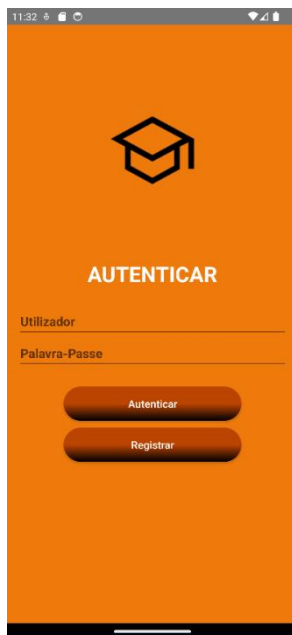 11:32
AUTENTICAR
Utilizador
Palavra-Passe
Autenticar
Registrar